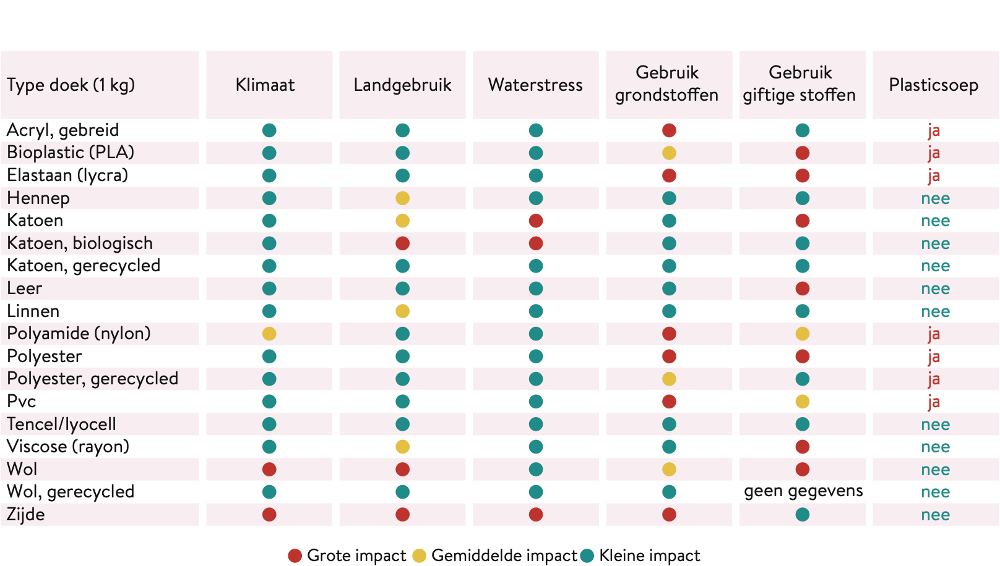 Type doek (1 kg) Klimaat Landgebruik Waterstress Gebruik grondstoffen Gebruik giftige stoffen Plasticsoep
Acryl, gebreid ja
Bioplastic (PLA) ja
Elastaan (lycra) ja
Hennep nee
Katoen nee
Katoen, biologisch nee
Katoen, gerecycled nee
Leer nee
Linnen nee
Polyamide (nylon) ja
Polyester ja
Polyester, gerecycled ja
Pvc ja
Tencel/lyocell nee
Viscose (rayon) nee
Wol nee
Wol, gerecycled geen gegevens nee
Zijde nee
Grote impact Gemiddelde impact Kleine impact